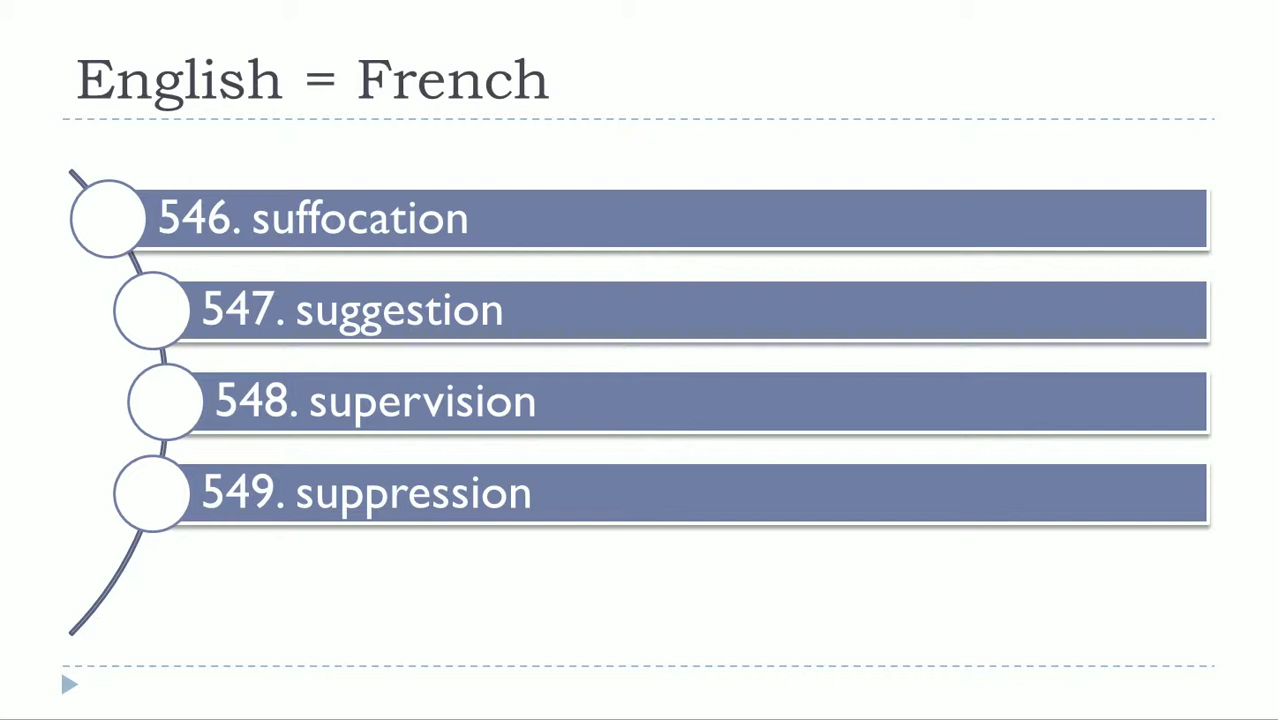 English = French
546. suffocation
547. suggestion
548. supervision
549. suppression